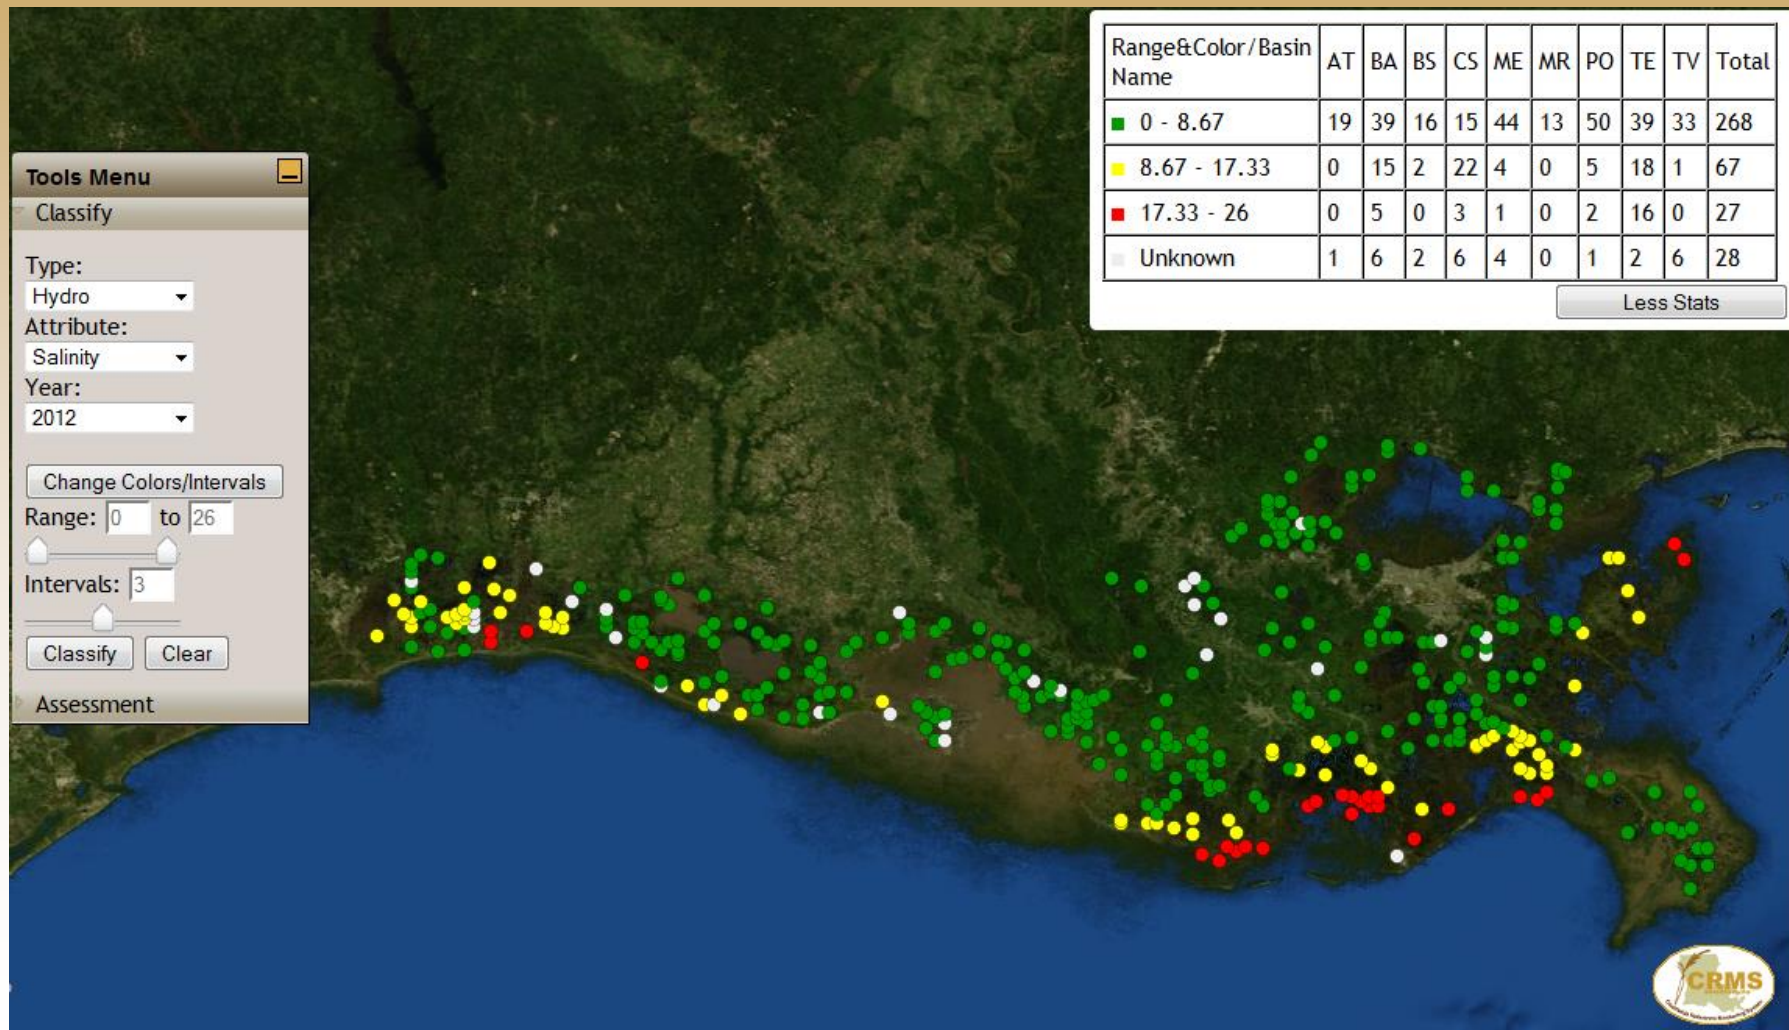 Tools Menu
Classify
Type:
Hydro
Attribute:
Salinity
Year:
2012
Change Colors/Intervals
Range: 0 to 26
Intervals: 3
Classify Clear
Assessment
Range&Color/Basin Name AT BA BS CS ME MR PO TE TV Total
0 - 8.67 19 39 16 15 44 13 50 39 33 268
8.67 - 17.33 0 15 2 22 4 0 5 18 1 67
17.33 - 26 0 5 0 3 1 0 2 16 0 27
Unknown 1 6 2 6 4 0 1 2 6 28
Less Stats
CRMS